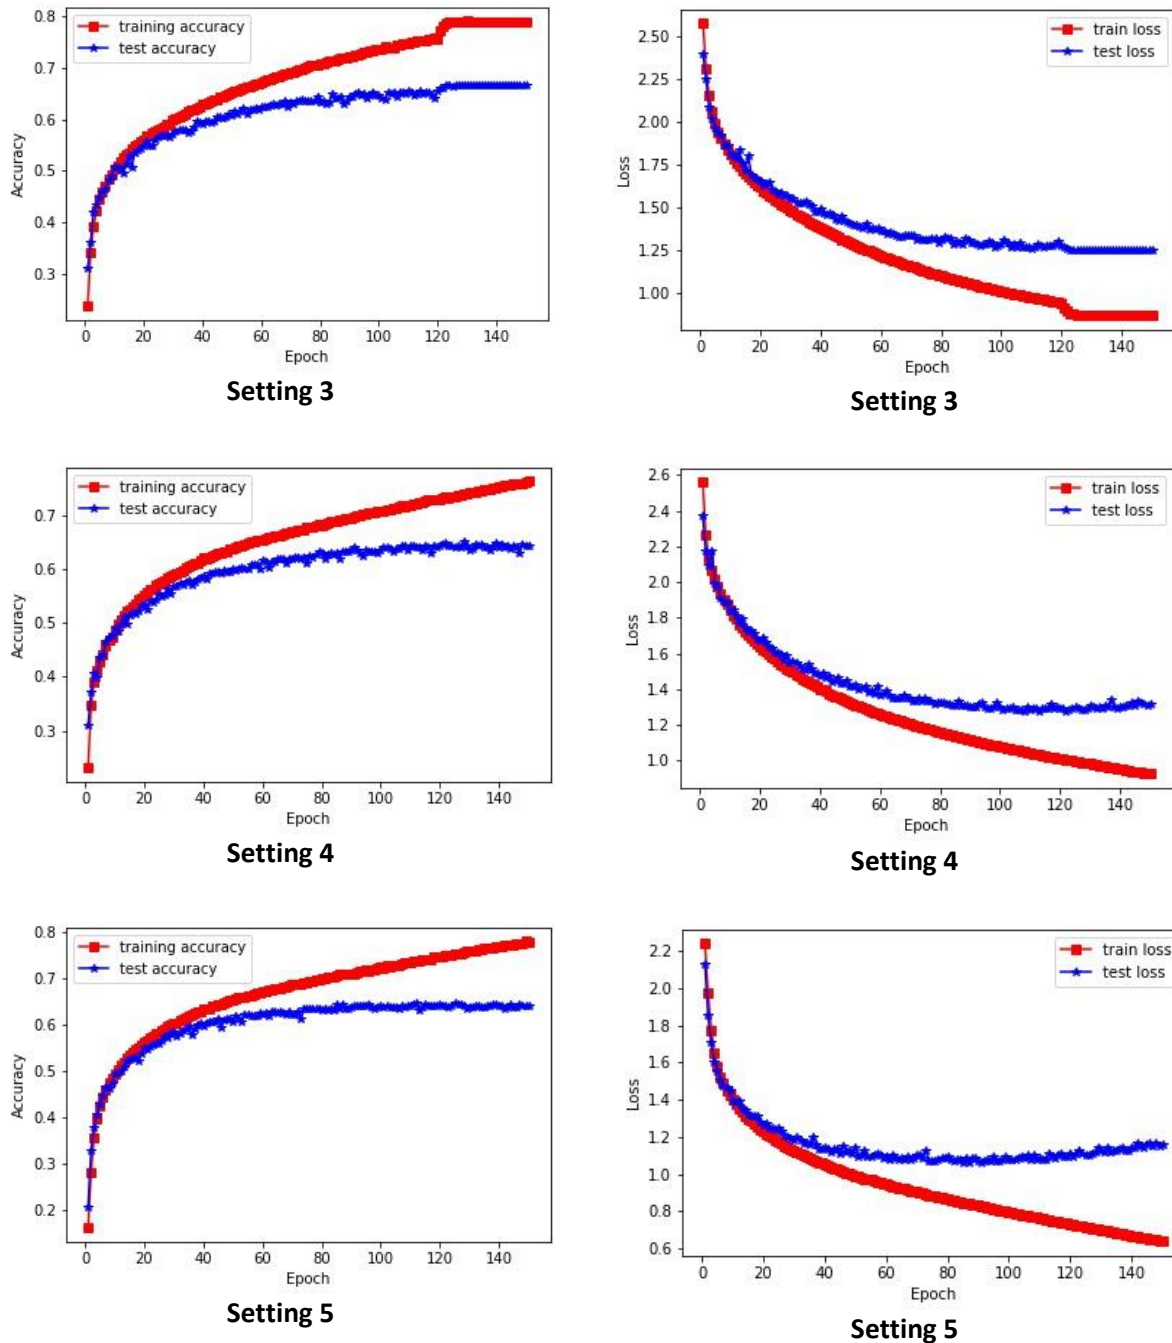 0.8
0.7
0.6
0.5
0.4
0.3
Accuracy
training accuracy
test accuracy
0 20 40 60 80 100 120 140
Epoch
Setting 3
2.50
2.25
2.00
1.75
1.50
1.25
1.00
Loss
train loss
test loss
0 20 40 60 80 100 120 140
Epoch
Setting 3
0.7
0.6
0.5
0.4
0.3
Accuracy
training accuracy
test accuracy
0 20 40 60 80 100 120 140
Epoch
Setting 4
2.6
2.4
2.2
2.0
1.8
1.6
1.4
1.2
1.0
Loss
train loss
test loss
0 20 40 60 80 100 120 140
Epoch
Setting 4
0.8
0.7
0.6
0.5
0.4
0.3
0.2
Accuracy
training accuracy
test accuracy
0 20 40 60 80 100 120 140
Epoch
Setting 5
2.2
2.0
1.8
1.6
1.4
1.2
1.0
0.8
0.6
Loss
train loss
test loss
0 20 40 60 80 100 120 140
Epoch
Setting 5